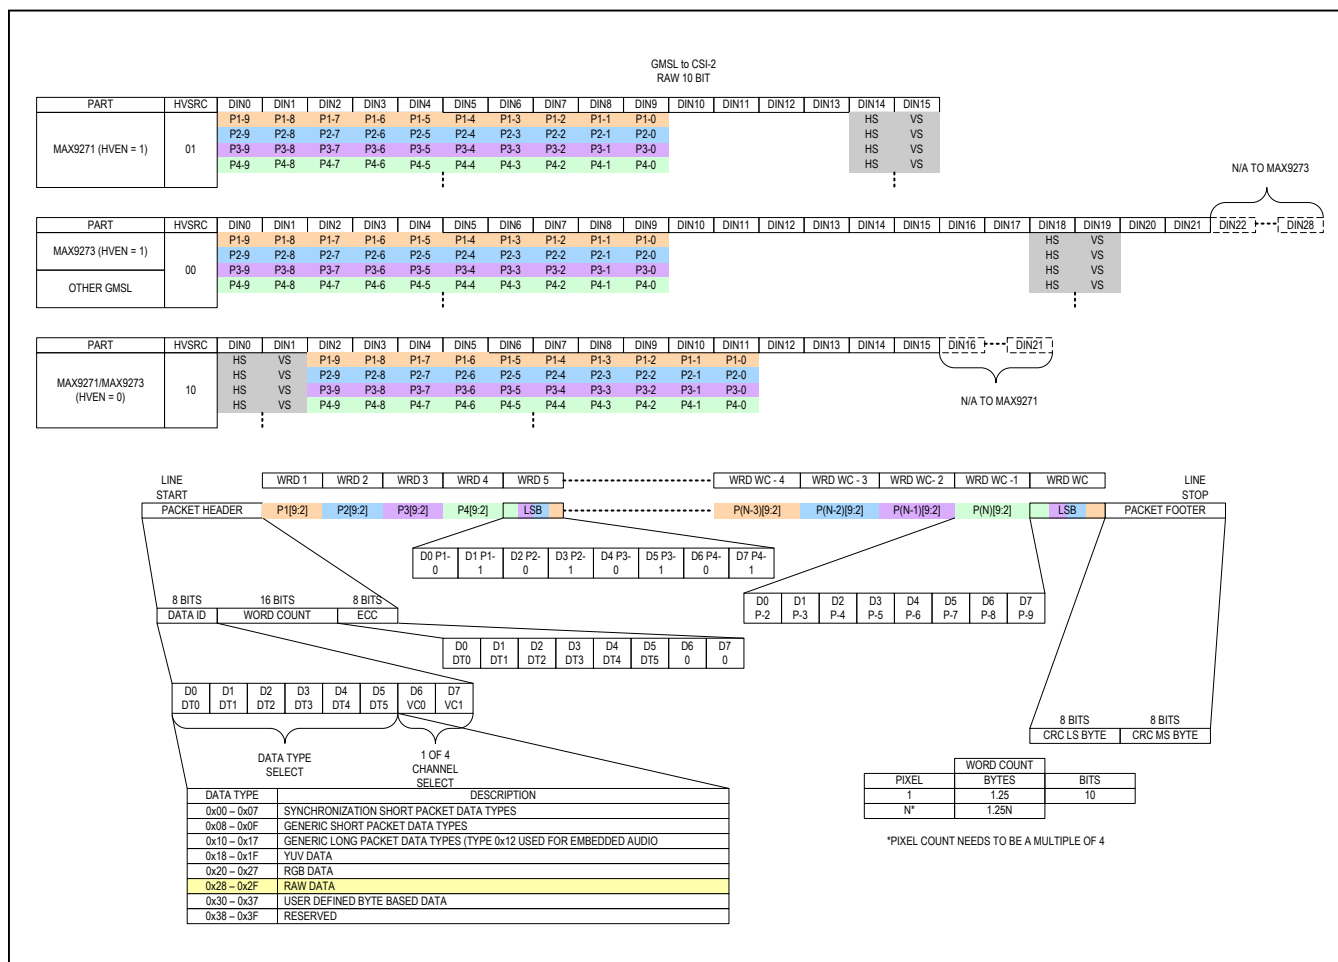 GMSL to CSI-2
RAW 10 BIT
PART HVSRC DIN0 DIN1 DIN2 DIN3 DIN4 DIN5 DIN6 DIN7 DIN8 DIN9 DIN10 DIN11 DIN12 DIN13 DIN14 DIN15
P1-9 P1-8 P1-7 P1-6 P1-5 P1-4 P1-3 P1-2 P1-1 P1-0 HS VS
P2-9 P2-8 P2-7 P2-6 P2-5 P2-4 P2-3 P2-2 P2-1 P2-0 HS VS
MAX9271 (HVEN = 1) 01 P3-9 P3-8 P3-7 P3-6 P3-5 P3-4 P3-3 P3-2 P3-1 P3-0 HS VS
P4-9 P4-8 P4-7 P4-6 P4-5 P4-4 P4-3 P4-2 P4-1 P4-0 HS VS
N/A TO MAX9273
PART HVSRC DIN0 DIN1 DIN2 DIN3 DIN4 DIN5 DIN6 DIN7 DIN8 DIN9 DIN10 DIN11 DIN12 DIN13 DIN14 DIN15 DIN16 DIN17 DIN18 DIN19 DIN20 DIN21 DIN22 DIN28
P1-9 P1-8 P1-7 P1-6 P1-5 P1-4 P1-3 P1-2 P1-1 P1-0 HS VS
MAX9273 (HVEN = 1) P2-9 P2-8 P2-7 P2-6 P2-5 P2-4 P2-3 P2-2 P2-1 P2-0 HS VS
00 P3-9 P3-8 P3-7 P3-6 P3-5 P3-4 P3-3 P3-2 P3-1 P3-0 HS VS
OTHER GMSL P4-9 P4-8 P4-7 P4-6 P4-5 P4-4 P4-3 P4-2 P4-1 P4-0 HS VS
PART HVSRC DIN0 DIN1 DIN2 DIN3 DIN4 DIN5 DIN6 DIN7 DIN8 DIN9 DIN10 DIN11 DIN12 DIN13 DIN14 DIN15 DIN16 DIN21
HS VS P1-9 P1-8 P1-7 P1-6 P1-5 P1-4 P1-3 P1-2 P1-1 P1-0
MAX9271/MAX9273 HS VS P2-9 P2-8 P2-7 P2-6 P2-5 P2-4 P2-3 P2-2 P2-1 P2-0
(HVEN = 0) 10 HS VS P3-9 P3-8 P3-7 P3-6 P3-5 P3-4 P3-3 P3-2 P3-1 P3-0
HS VS P4-9 P4-8 P4-7 P4-6 P4-5 P4-4 P4-3 P4-2 P4-1 P4-0
N/A TO MAX9271
LINE START WRD 1 WRD 2 WRD 3 WRD 4 WRD 5 WRD WC - 4 WRD WC - 3 WRD WC- 2 WRD WC -1 WRD WC LINE STOP
PACKET HEADER P1[9:2] P2[9:2] P3[9:2] P4[9:2] LSB P(N-3)[9:2] P(N-2)[9:2] P(N-1)[9:2] P(N)[9:2] LSB PACKET FOOTER
D0 P1- D1 P1- D2 P2- D3 P2- D4 P3- D5 P3- D6 P4- D7 P4-
0 1 0 1 0 1 0 1
8 BITS 16 BITS 8 BITS
DATA ID WORD COUNT ECC
D0 D1 D2 D3 D4 D5 D6 D7
P-2 P-3 P-4 P-5 P-6 P-7 P-8 P-9
D0 D1 D2 D3 D4 D5 D6 D7
DT0 DT1 DT2 DT3 DT4 DT5 0 0
D0 D1 D2 D3 D4 D5 D6 D7
DT0 DT1 DT2 DT3 DT4 DT5 VC0 VC1
8 BITS 8 BITS
CRC LS BYTE CRC MS BYTE
DATA TYPE
SELECT
1 OF 4
CHANNEL
SELECT
WORD COUNT
PIXEL BYTES BITS
1 1.25 10
N* 1.25N
*PIXEL COUNT NEEDS TO BE A MULTIPLE OF 4
DATA TYPE DESCRIPTION
0x00 – 0x07 SYNCHRONIZATION SHORT PACKET DATA TYPES
0x08 – 0x0F GENERIC SHORT PACKET DATA TYPES
0x10 – 0x17 GENERIC LONG PACKET DATA TYPES (TYPE 0x12 USED FOR EMBEDDED AUDIO
0x18 – 0x1F YUV DATA
0x20 – 0x27 RGB DATA
0x28 – 0x2F RAW DATA
0x30 – 0x37 USER DEFINED BYTE BASED DATA
0x38 – 0x3F RESERVED